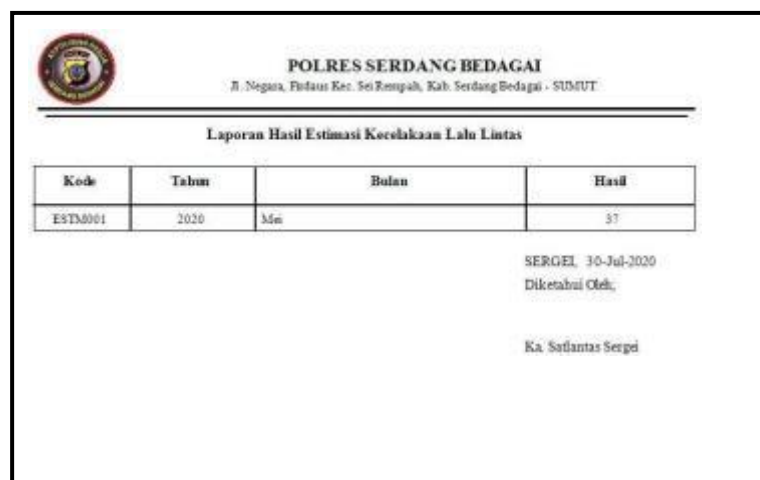 POLRES SERDANG BEDAGAI
Jl. Negara, Firdaus Kec. Sei Rempah, Kab. Serdang Bedagai - SUMUT
Laporan Hasil Estimasi Kecelakaan Lalu Lintas
Kode Tahun Bulan Hasil
ESTM001 2020 Mei 37
SERGEI, 30-Jul-2020
Diketahui Oleh,
Ka. Satlantas Sergei